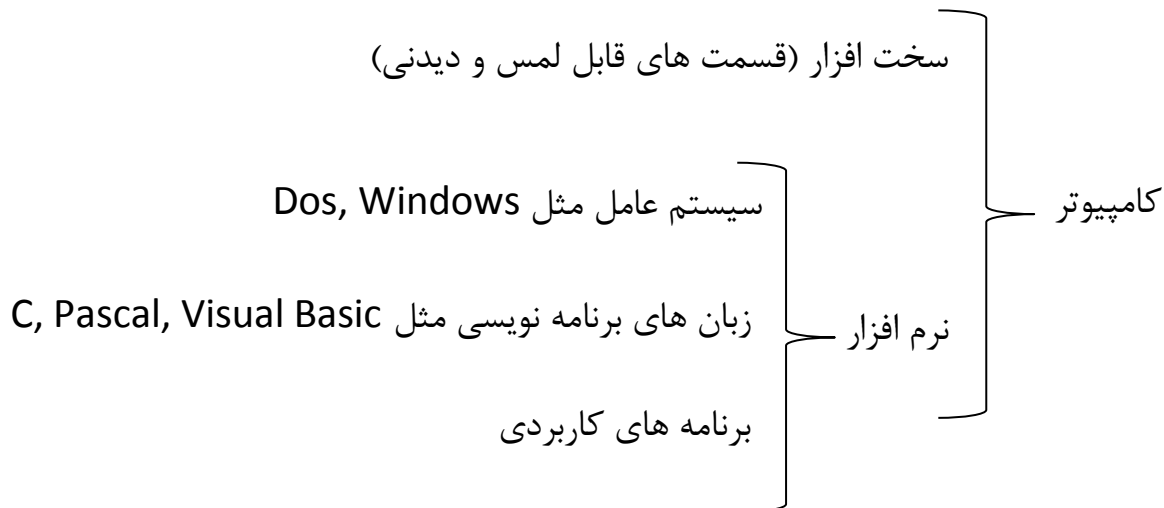 سخت افزار (قسمت های قابل لمس و دیدنی)
سیستم عامل مثل Dos, Windows
کامپیوتر
زبان های برنامه نویسی مثل C, Pascal, Visual Basic
نرم افزار
برنامه های کاربردی